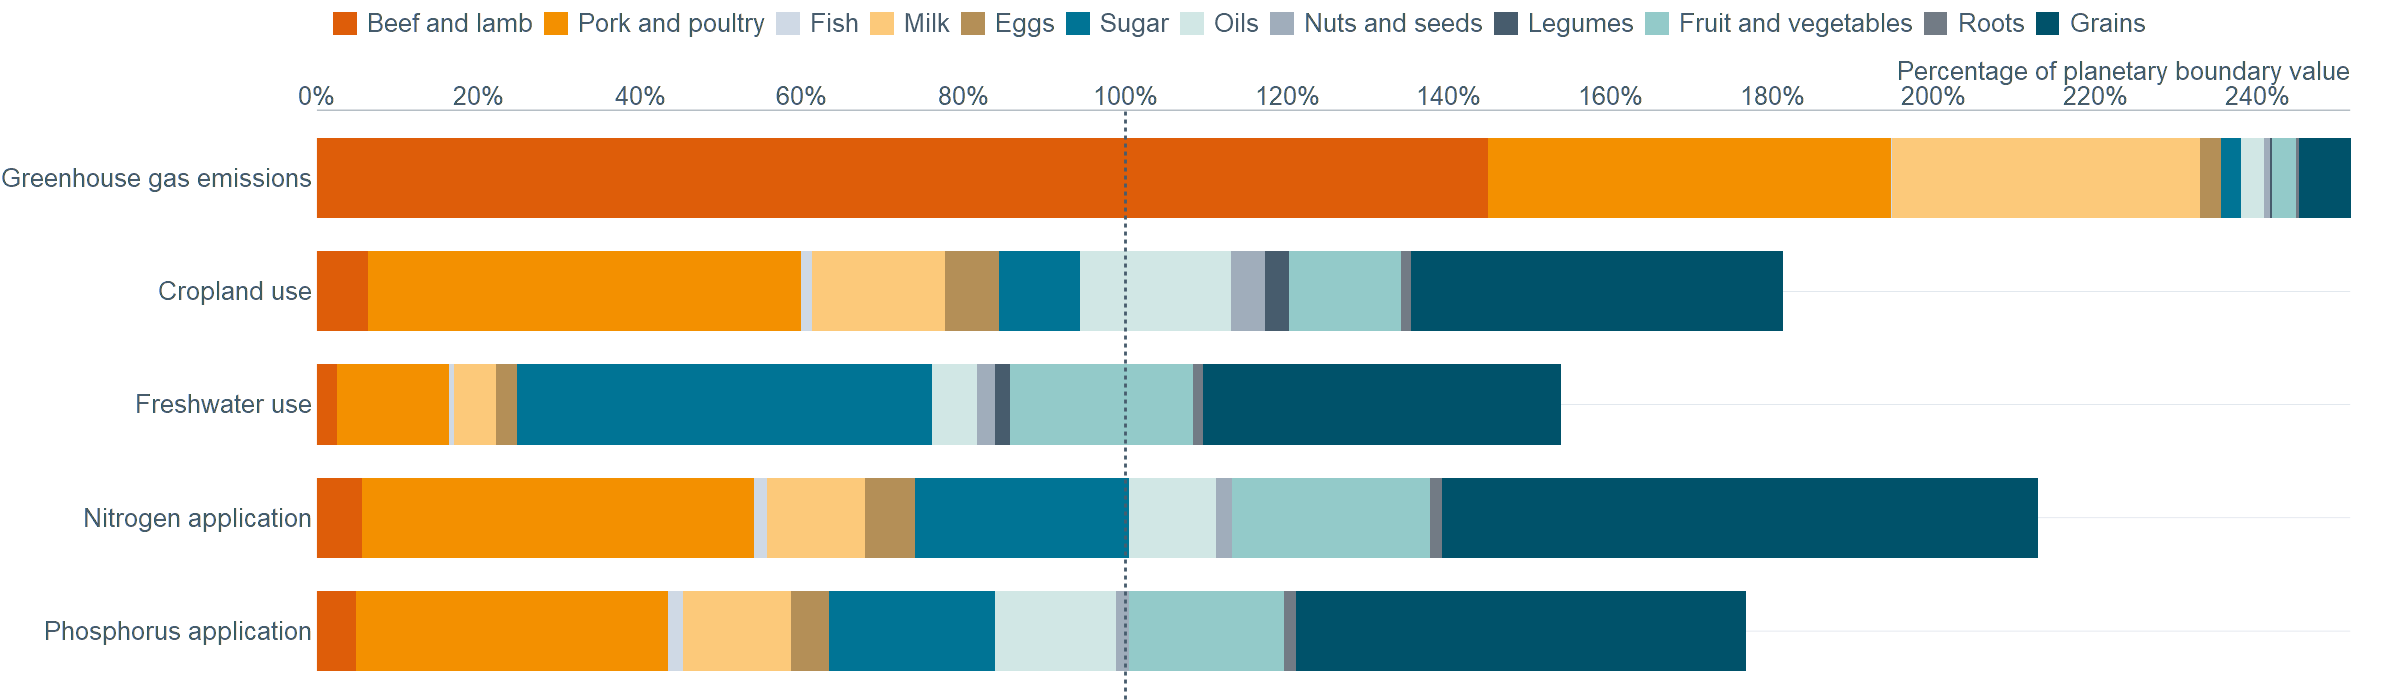 Beef and lamb Pork and poultry Fish Milk Eggs Sugar Oils Nuts and seeds Legumes Fruit and vegetables Roots Grains
Percentage of planetary boundary value
0% 20% 40% 60% 80% 100% 120% 140% 160% 180% 200% 220% 240%
Greenhouse gas emissions
Cropland use
Freshwater use
Nitrogen application
Phosphorus application